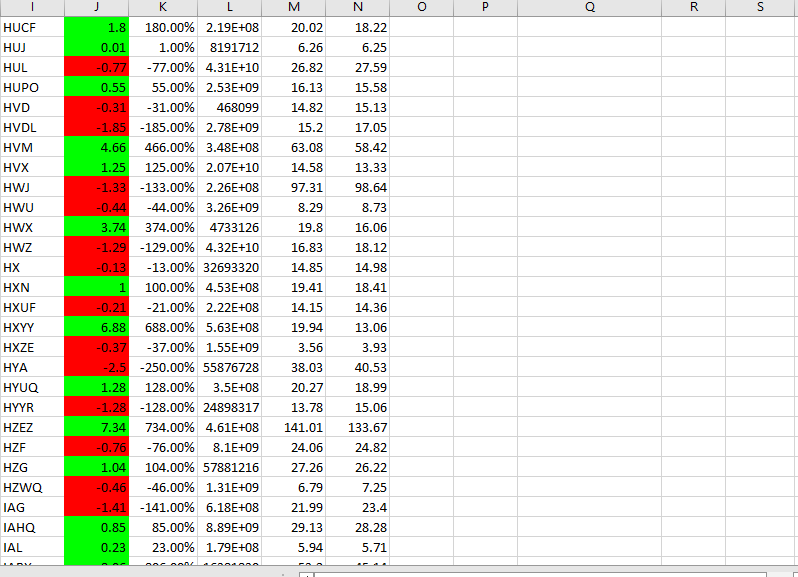 I J K L M N O P Q R S
HUCF 1.8 180.00% 2.19E+08 20.02 18.22
HUJ 0.01 1.00% 8191712 6.26 6.25
HUL -0.77 -77.00% 4.31E+10 26.82 27.59
HUPO 0.55 55.00% 2.53E+09 16.13 15.58
HVD -0.31 -31.00% 468099 14.82 15.13
HVDL -1.85 -185.00% 2.78E+09 15.2 17.05
HVM 4.66 466.00% 3.48E+08 63.08 58.42
HVX 1.25 125.00% 2.07E+10 14.58 13.33
HWJ -1.33 -133.00% 2.26E+08 97.31 98.64
HWU -0.44 -44.00% 3.26E+09 8.29 8.73
HWX 3.74 374.00% 4733126 19.8 16.06
HWZ -1.29 -129.00% 4.32E+10 16.83 18.12
HX -0.13 -13.00% 32693320 14.85 14.98
HXN 1 100.00% 4.53E+08 19.41 18.41
HXUF -0.21 -21.00% 2.22E+08 14.15 14.36
HXYY 6.88 688.00% 5.63E+08 19.94 13.06
HXZE -0.37 -37.00% 1.55E+09 3.56 3.93
HYA -2.5 -250.00% 55876728 38.03 40.53
HYUQ 1.28 128.00% 3.5E+08 20.27 18.99
HYYR -1.28 -128.00% 24898317 13.78 15.06
HZEZ 7.34 734.00% 4.61E+08 141.01 133.67
HZF -0.76 -76.00% 8.1E+09 24.06 24.82
HZG 1.04 104.00% 57881216 27.26 26.22
HZWQ -0.46 -46.00% 1.31E+09 6.79 7.25
IAG -1.41 -141.00% 6.18E+08 21.99 23.4
IAHQ 0.85 85.00% 8.89E+09 29.13 28.28
IAL 0.23 23.00% 1.79E+08 5.94 5.71